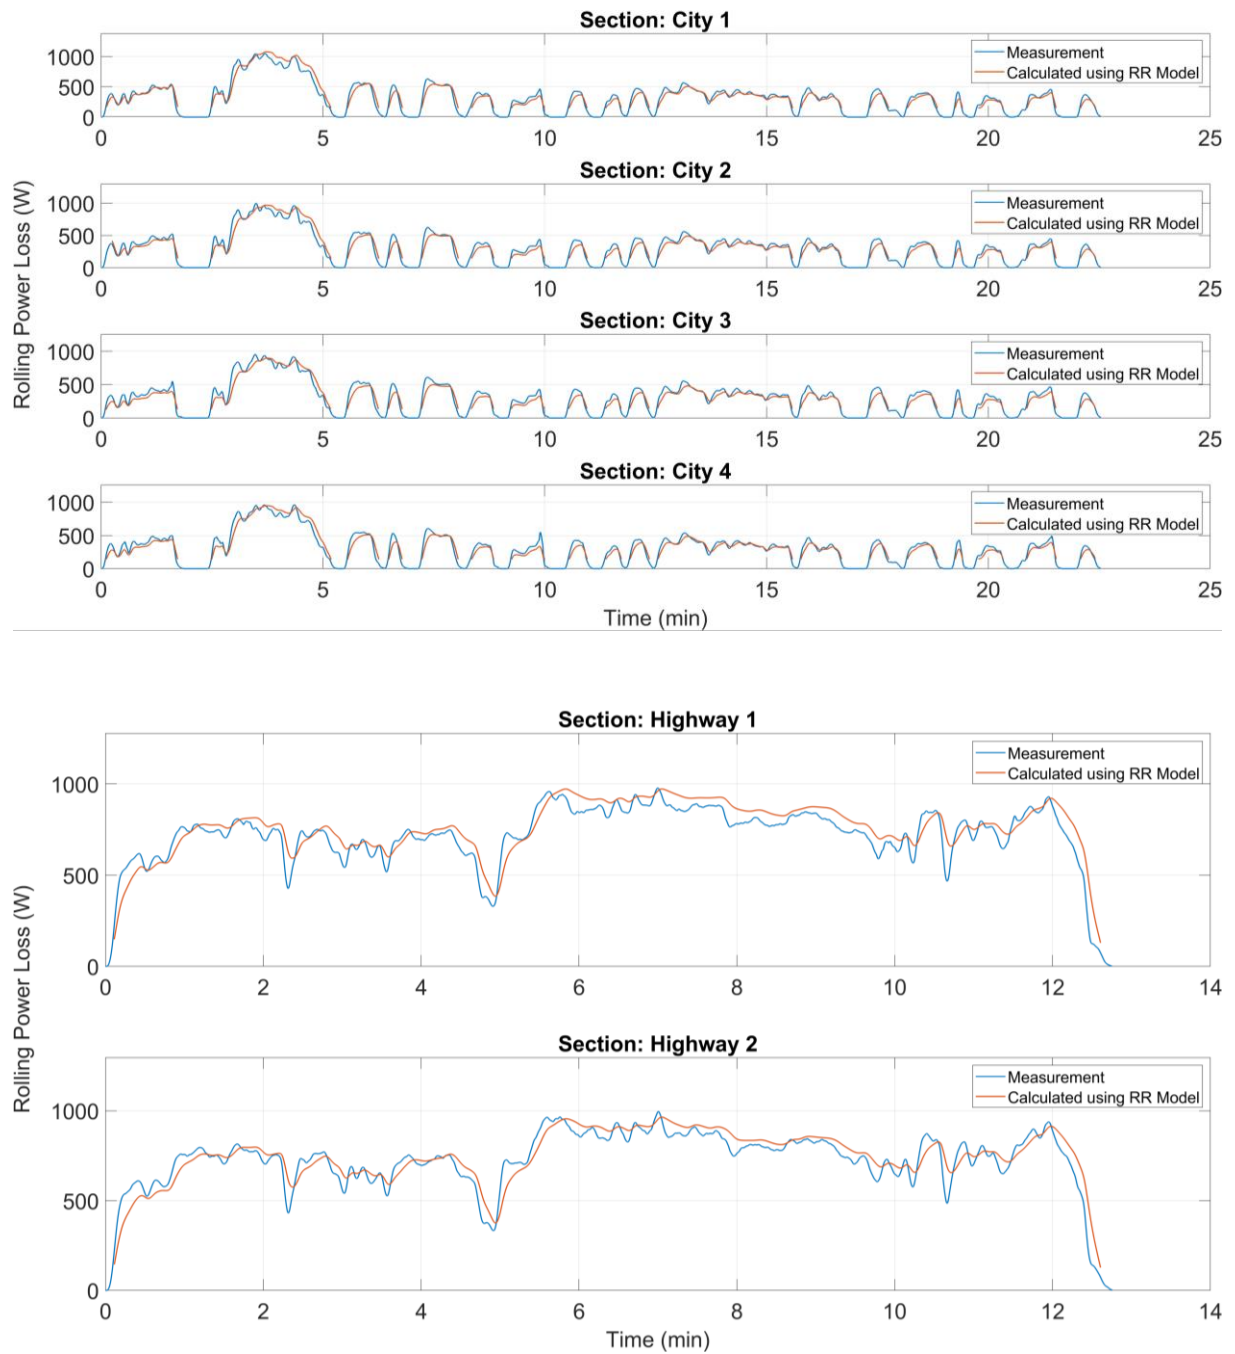 Section: City 1
1000
500
0
Measurement
Calculated using RR Model
0 5 10 15 20 25
Section: City 2
1000
500
0
Measurement
Calculated using RR Model
0 5 10 15 20 25
Rolling Power Loss (W)
Section: City 3
1000
500
0
Measurement
Calculated using RR Model
0 5 10 15 20 25
Section: City 4
1000
500
0
Measurement
Calculated using RR Model
0 5 10 15 20 25
Time (min)
Section: Highway 1
1000
500
0
Measurement
Calculated using RR Model
0 2 4 6 8 10 12 14
Rolling Power Loss (W)
Section: Highway 2
1000
500
0
Measurement
Calculated using RR Model
0 2 4 6 8 10 12 14
Time (min)